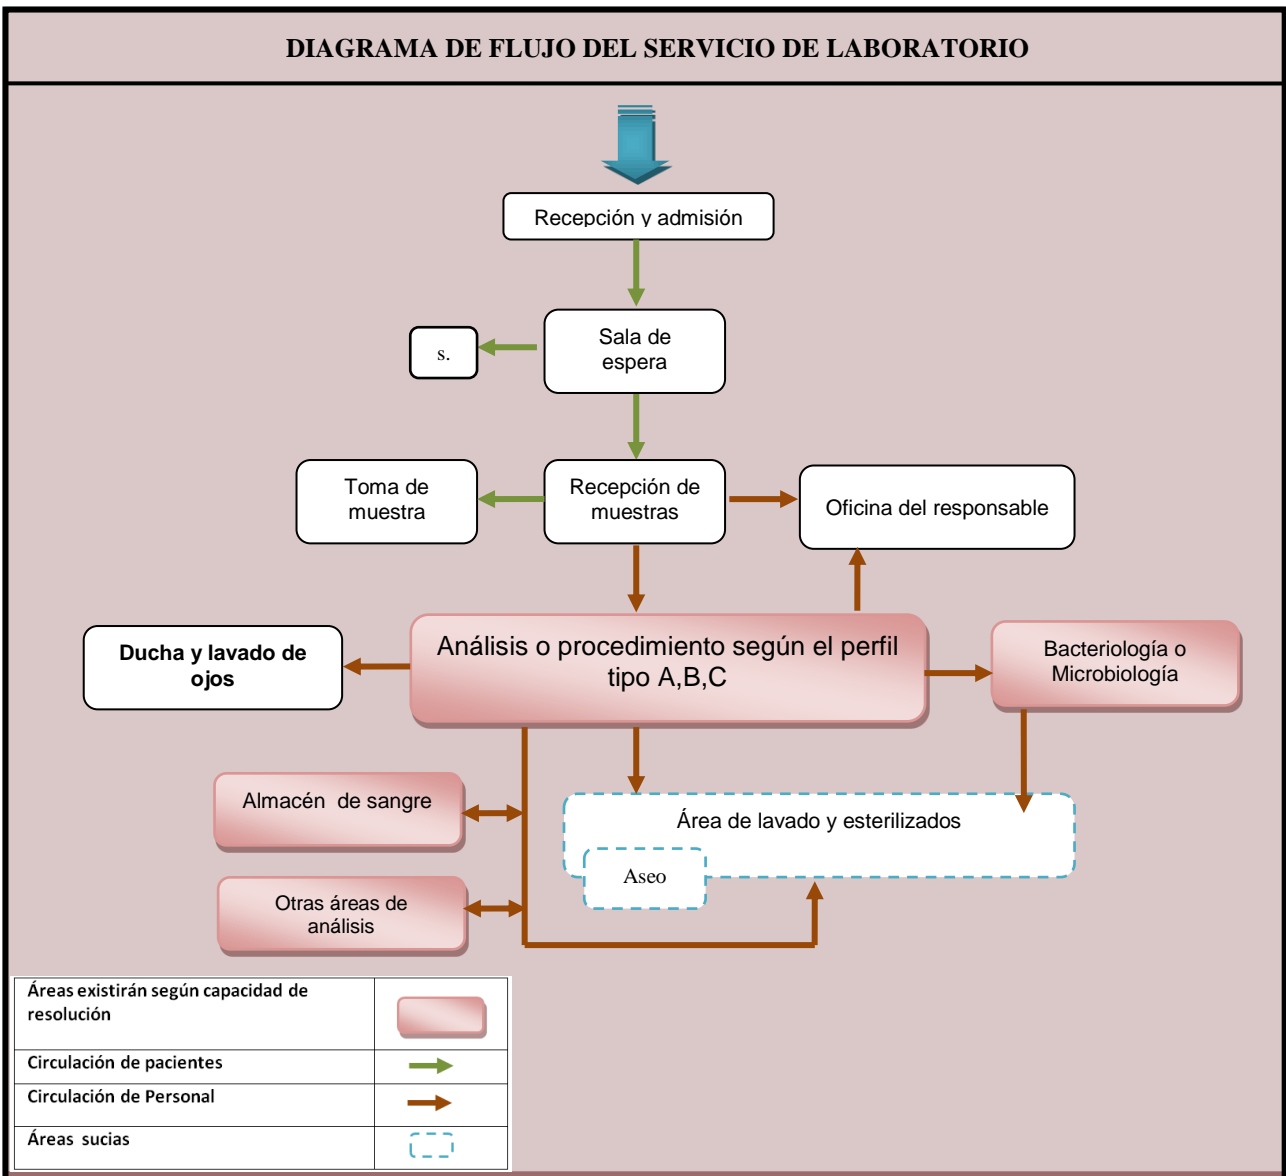 DIAGRAMA DE FLUJO DEL SERVICIO DE LABORATORIO
Recepción y admisión
Sala de
espera
s.
Toma de
muestra
Recepción de
muestras
Oficina del responsable
Ducha y lavado de
ojos
Análisis o procedimiento según el perfil
tipo A,B,C
Bacteriología o
Microbiología
Almacén de sangre
Área de lavado y esterilizados
Aseo
Otras áreas de
análisis
Áreas existirán según capacidad de
resolución
Circulación de pacientes
Circulación de Personal
Áreas sucias